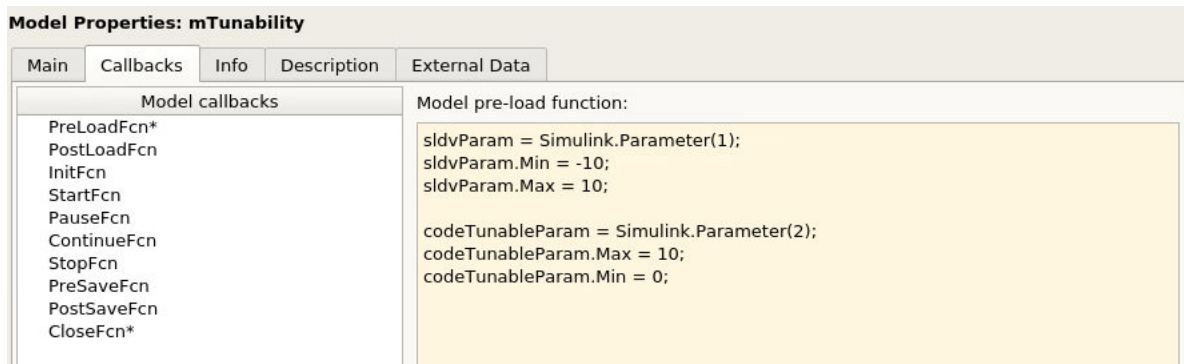 Model Properties: mTunability
Main Callbacks Info Description External Data
Model callbacks
PreLoadFcn*
PostLoadFcn
InitFcn
StartFcn
PauseFcn
ContinueFcn
StopFcn
PreSaveFcn
PostSaveFcn
CloseFcn*
Model pre-load function:
sldvParam = Simulink.Parameter(1);
sldvParam.Min = -10;
sldvParam.Max = 10;
codeTunableParam = Simulink.Parameter(2);
codeTunableParam.Max = 10;
codeTunableParam.Min = 0;